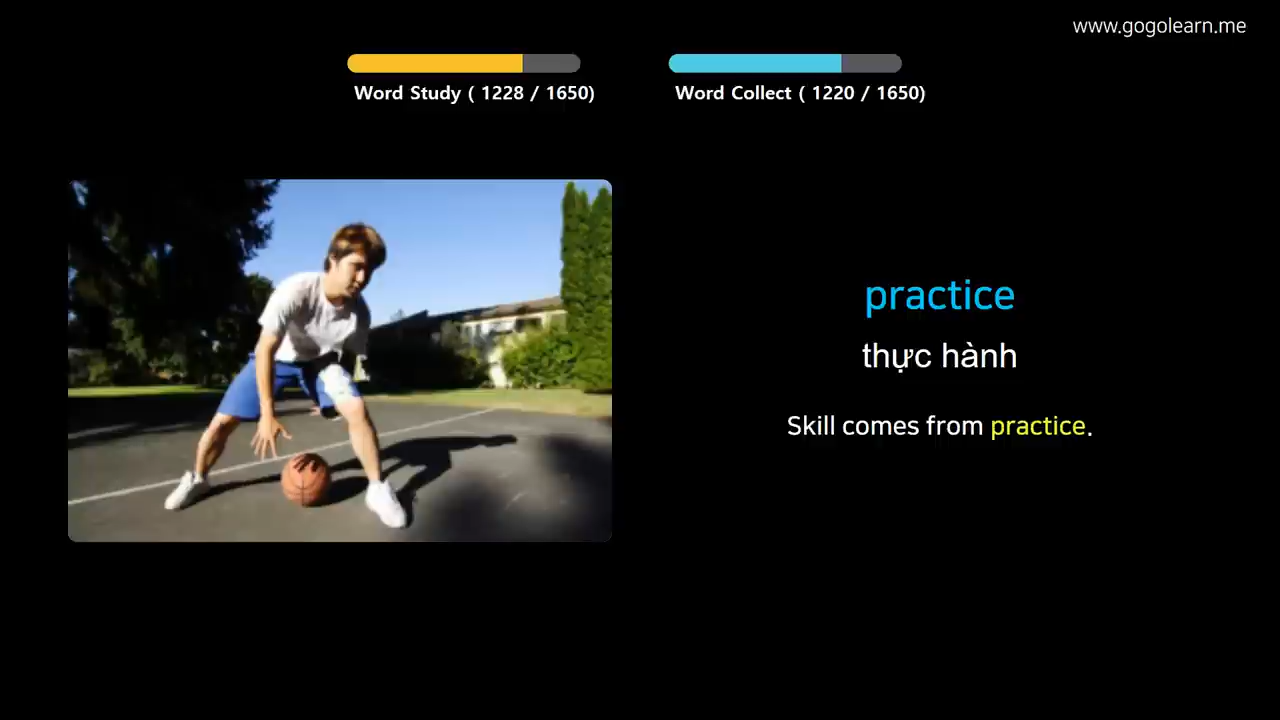 www.gogolearn.me
Word Study ( 1228 / 1650)
Word Collect ( 1220 / 1650)
practice
thực hành
Skill comes from practice.